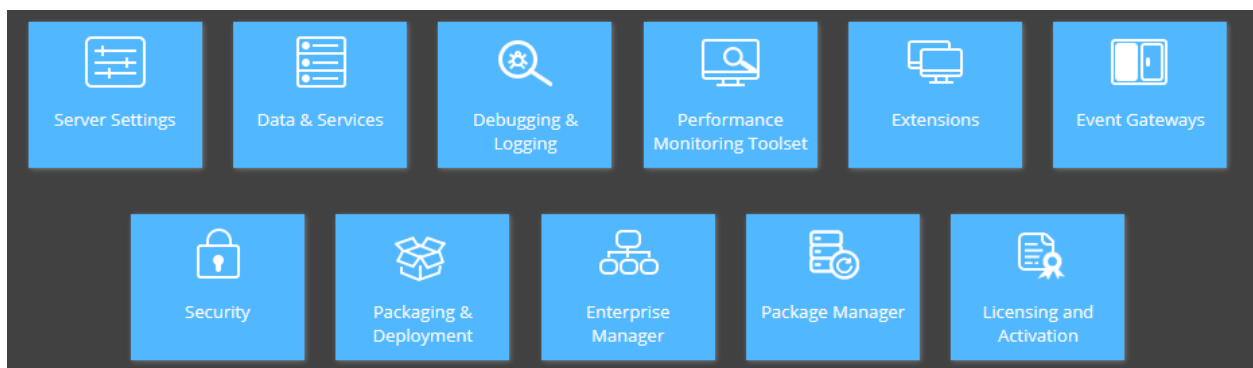 Server Settings
Data & Services
Debugging &
Logging
Performance
Monitoring Toolset
Extensions
Event Gateways
Security
Packaging &
Deployment
Enterprise
Manager
Package Manager
Licensing and
Activation